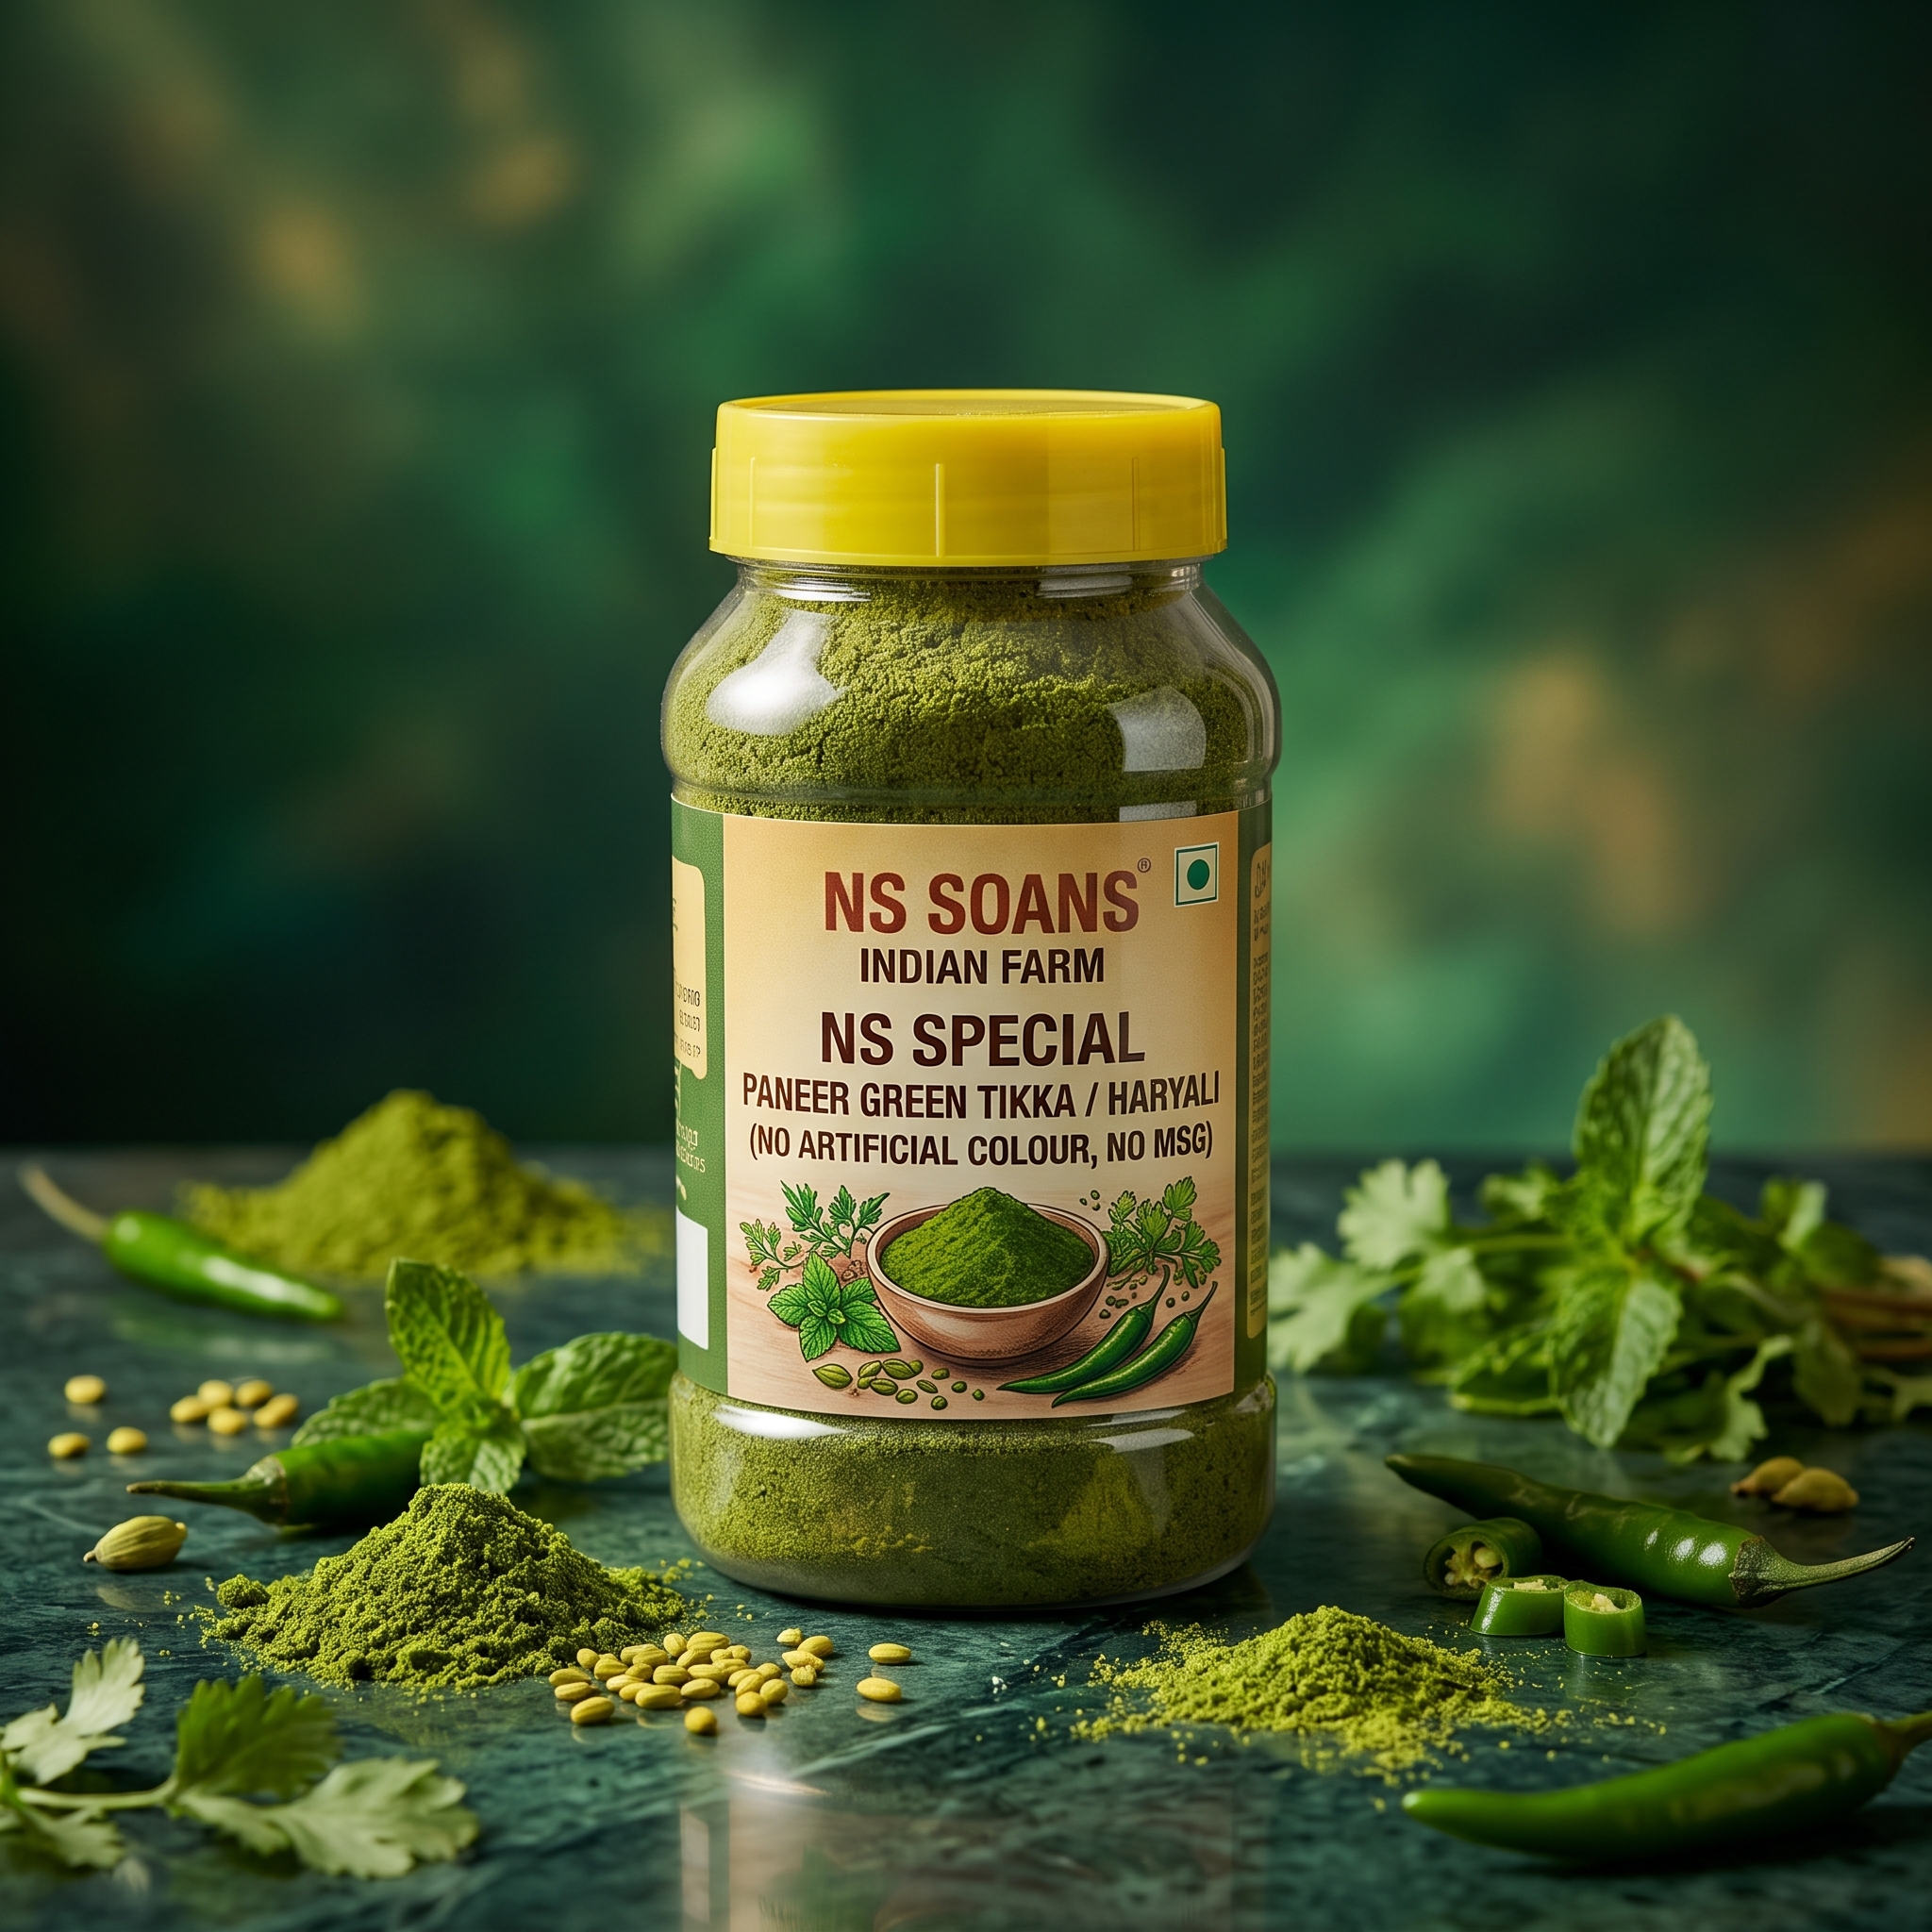 NS SOANS®
INDIAN FARM
NS SPECIAL
PANEER GREEN TIKKA / HARYALI
(NO ARTIFICIAL COLOUR, NO MSG)